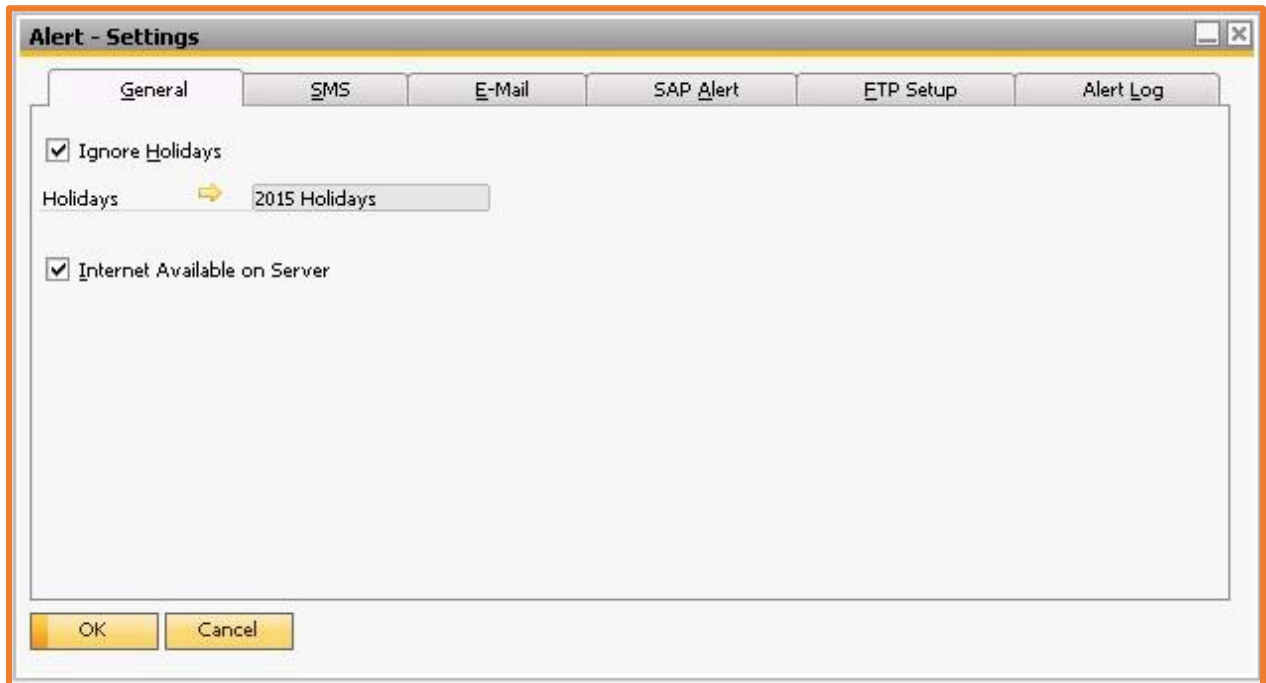 Alert - Settings
General SMS E-Mail SAP Alert FTP Setup Alert Log
Ignore Holidays
Holidays 2015 Holidays
Internet Available on Server
OK Cancel